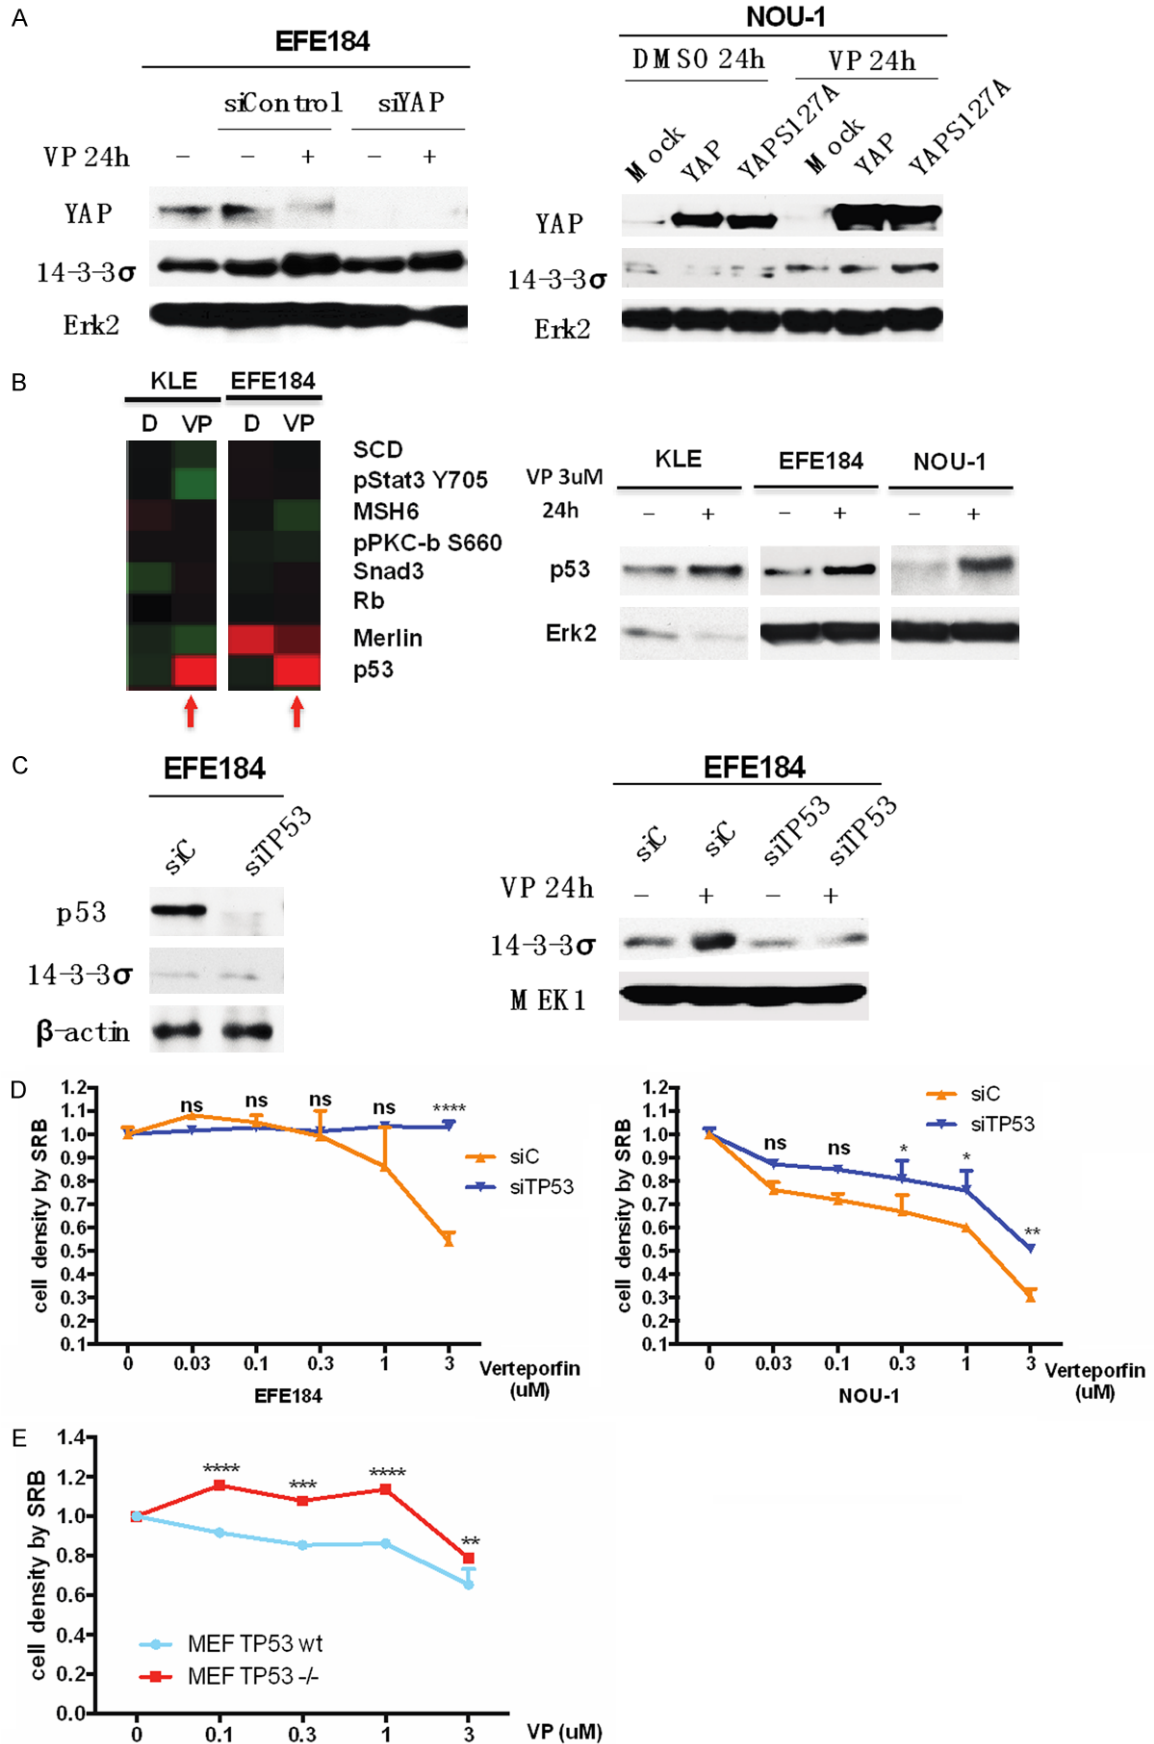 A
EFE184
siControl siYAP
VP 24h − − + − +
YAP
14-3-3σ
Erk2
NOU-1
DMSO 24h VP 24h
Mock YAP YAPS127A Mock YAP YAPS127A
YAP
14-3-3σ
Erk2
B
KLE EFE184
D VP D VP
SCD
pStat3 Y705
MSH6
pPKC-b S660
Snad3
Rb
Merlin
p53
KLE EFE184 NOU-1
VP 3uM
24h − + − + − +
p53
Erk2
C
EFE184
siC siTP53
p53
14-3-3σ
β-actin
EFE184
siC siC siTP53 siTP53
VP 24h − + − +
14-3-3σ
MEK1
D
cell density by SRB
1.2
1.1
1.0
0.9
0.8
0.7
0.6
0.5
0.4
0.3
0.2
0.1
ns ns ns ns ****
siC
siTP53
0 0.03 0.1 0.3 1 3
Verteporfin
(uM)
EFE184
cell density by SRB
1.2
1.1
1.0
0.9
0.8
0.7
0.6
0.5
0.4
0.3
0.2
0.1
ns ns * * **
siC
siTP53
0 0.03 0.1 0.3 1 3
Verteporfin
(uM)
NOU-1
E
cell density by SRB
1.4
1.2
1.0
0.8
0.6
0.4
0.2
0.0
**** *** **** **
MEF TP53 wt
MEF TP53 -/-
0 0.1 0.3 1 3 VP (uM)